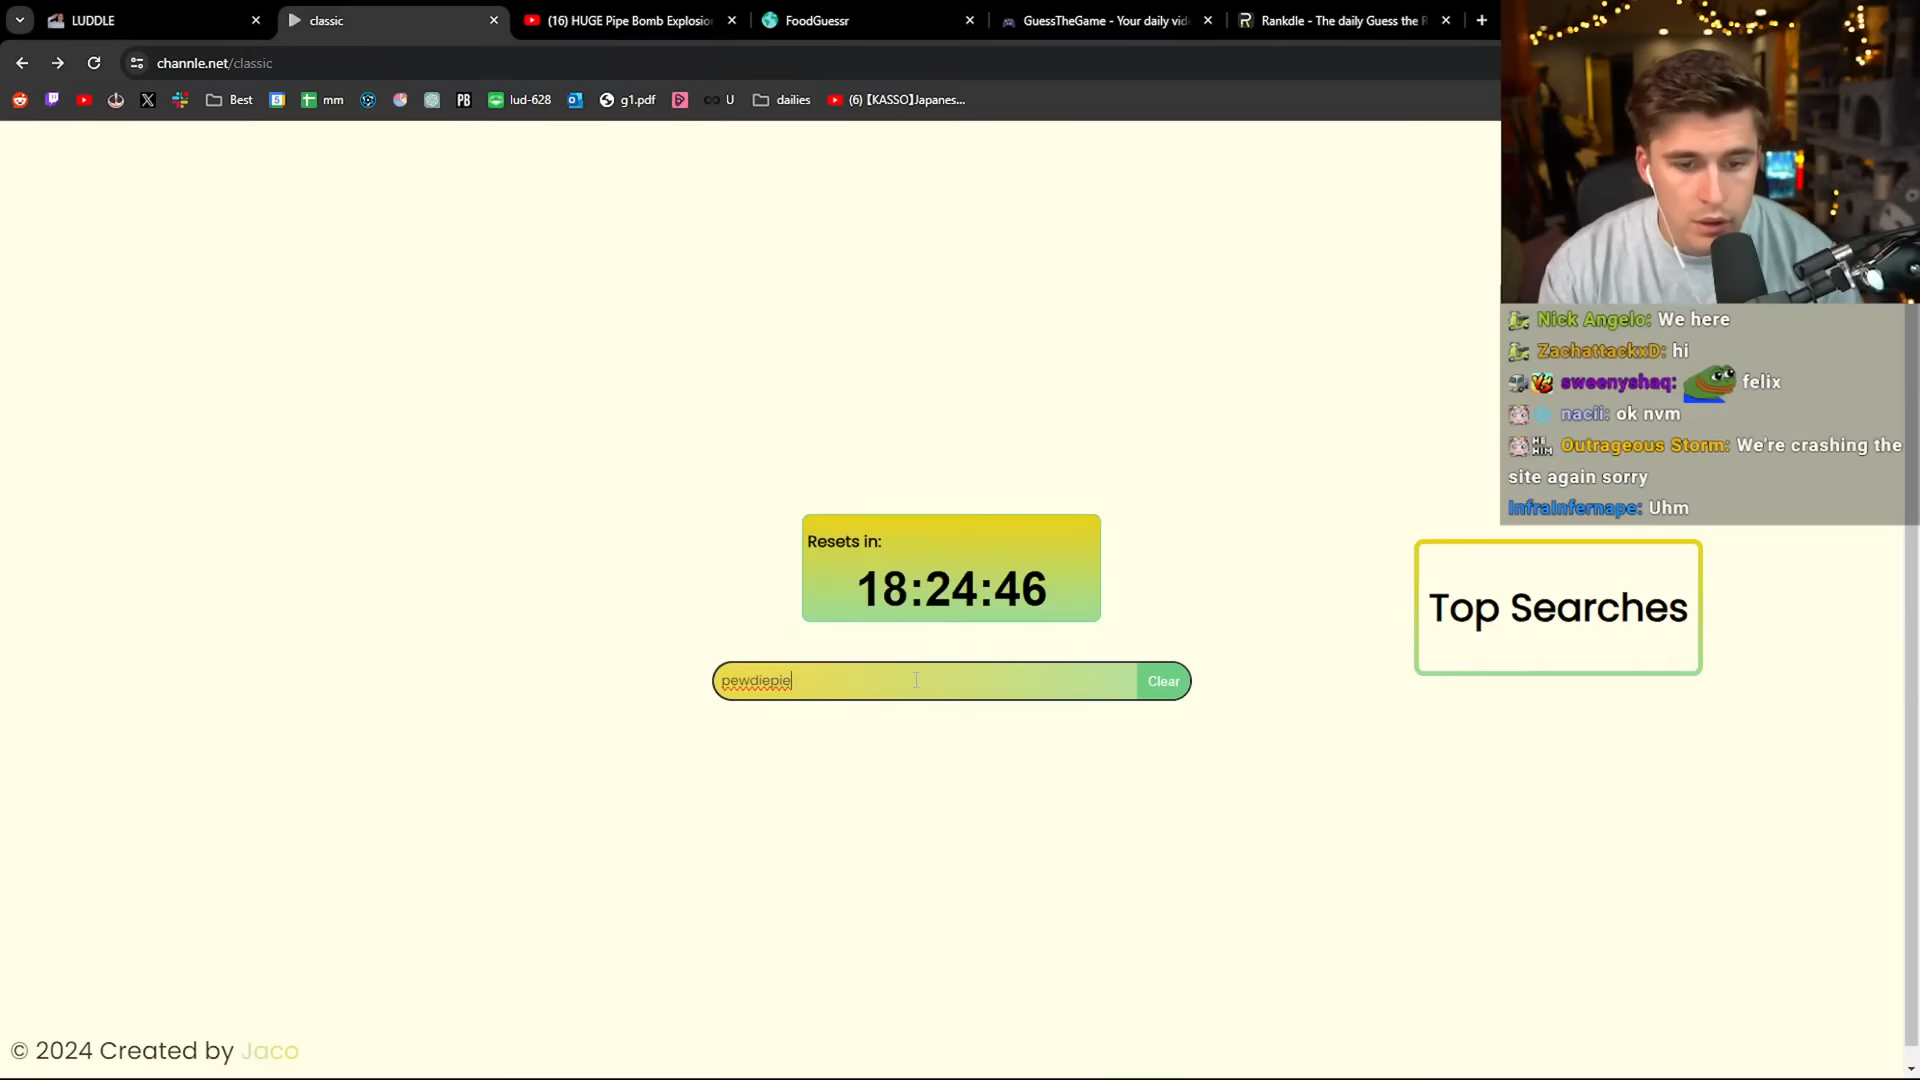 LUDDLE
classic
(16) HUGE Pipe Bomb Explosio
FoodGuessr
GuessTheGame - Your daily vid
Rankdle - The daily Guess the R
channle.net/classic
Best
mm
PB
lud-628
g1.pdf
U
dailies
(6)【KASSO】Japanes...
Nick Angelo: We here
ZachattackxD: hi
sweenyshaq: felix
nacii: ok nvm
Outrageous Storm: We're crashing the
site again sorry
InfraInfernape: Uhm
Resets in:
18:24:46
Top Searches
pewdiepie
Clear
© 2024 Created by Jaco